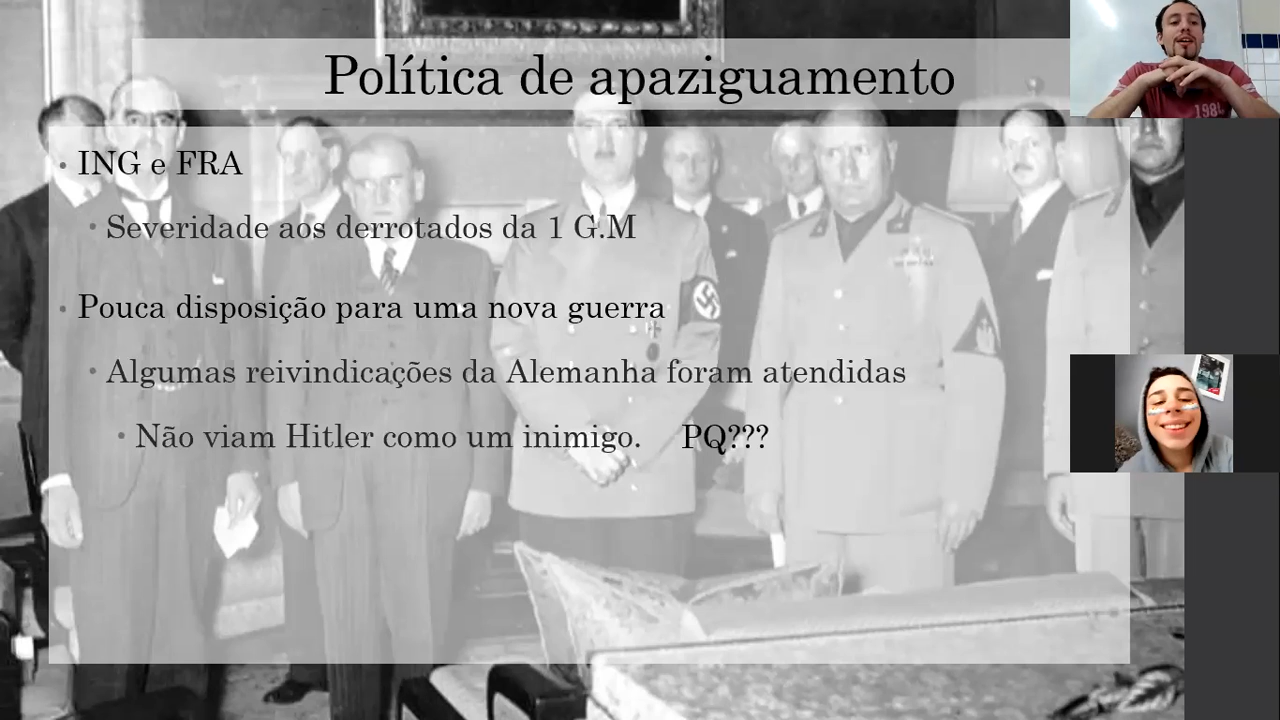 Política de apaziguamento
1981
ING e FRA
Severidade aos derrotados da 1 G.M
Pouca disposição para uma nova guerra
Algumas reivindicações da Alemanha foram atendidas
Não viam Hitler como um inimigo. PQ???